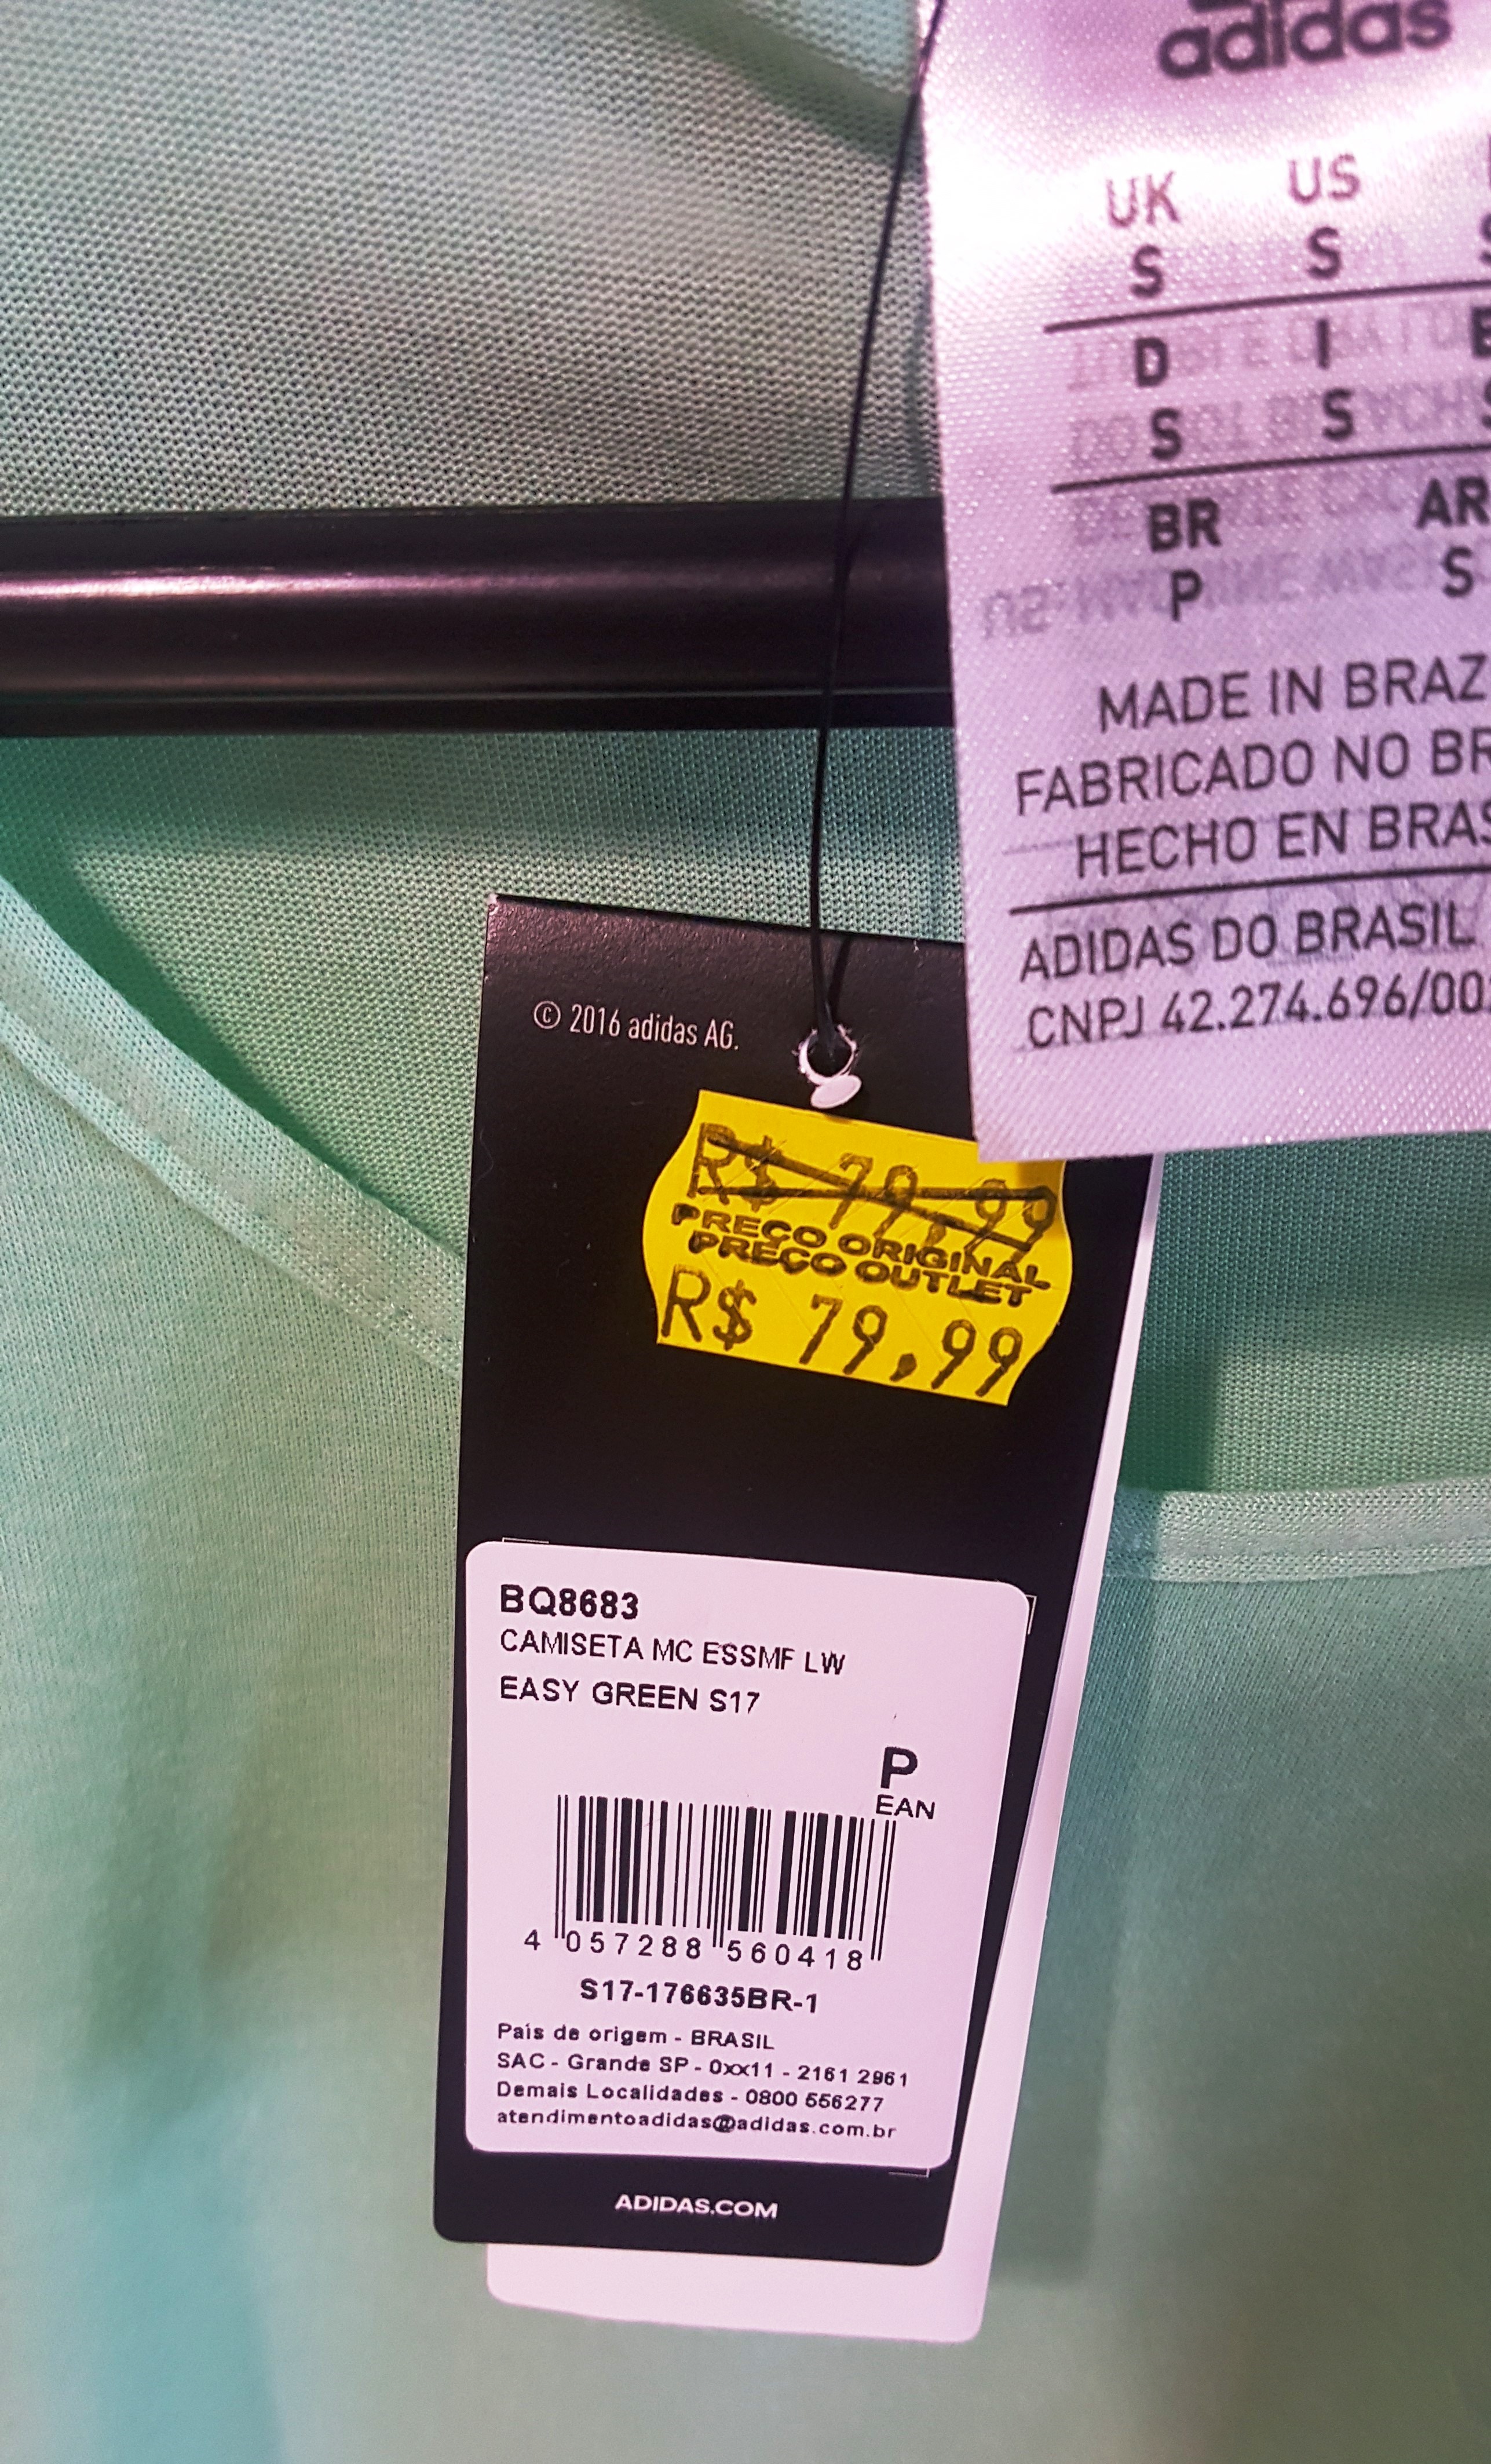 adidas
UK US
S S
D I
S S
BR AR
P S
MADE IN BRAZ
FABRICADO NO BR
HECHO EN BRAS
ADIDAS DO BRASIL
CNPJ 42.274.696/00
© 2016 adidas AG.
R$ 79,99
PREÇO ORIGINAL
PREÇO OUTLET
R$ 79,99
BQ8683
CAMISETA MC ESSMF LW
EASY GREEN S17
P
EAN
4 057288 560418
S17-176635BR-1
País de origem - BRASIL
SAC - Grande SP - 0xx11 - 2161 2961
Demais Localidades - 0800 556277
atendimentoadidas@adidas.com.br
ADIDAS.COM